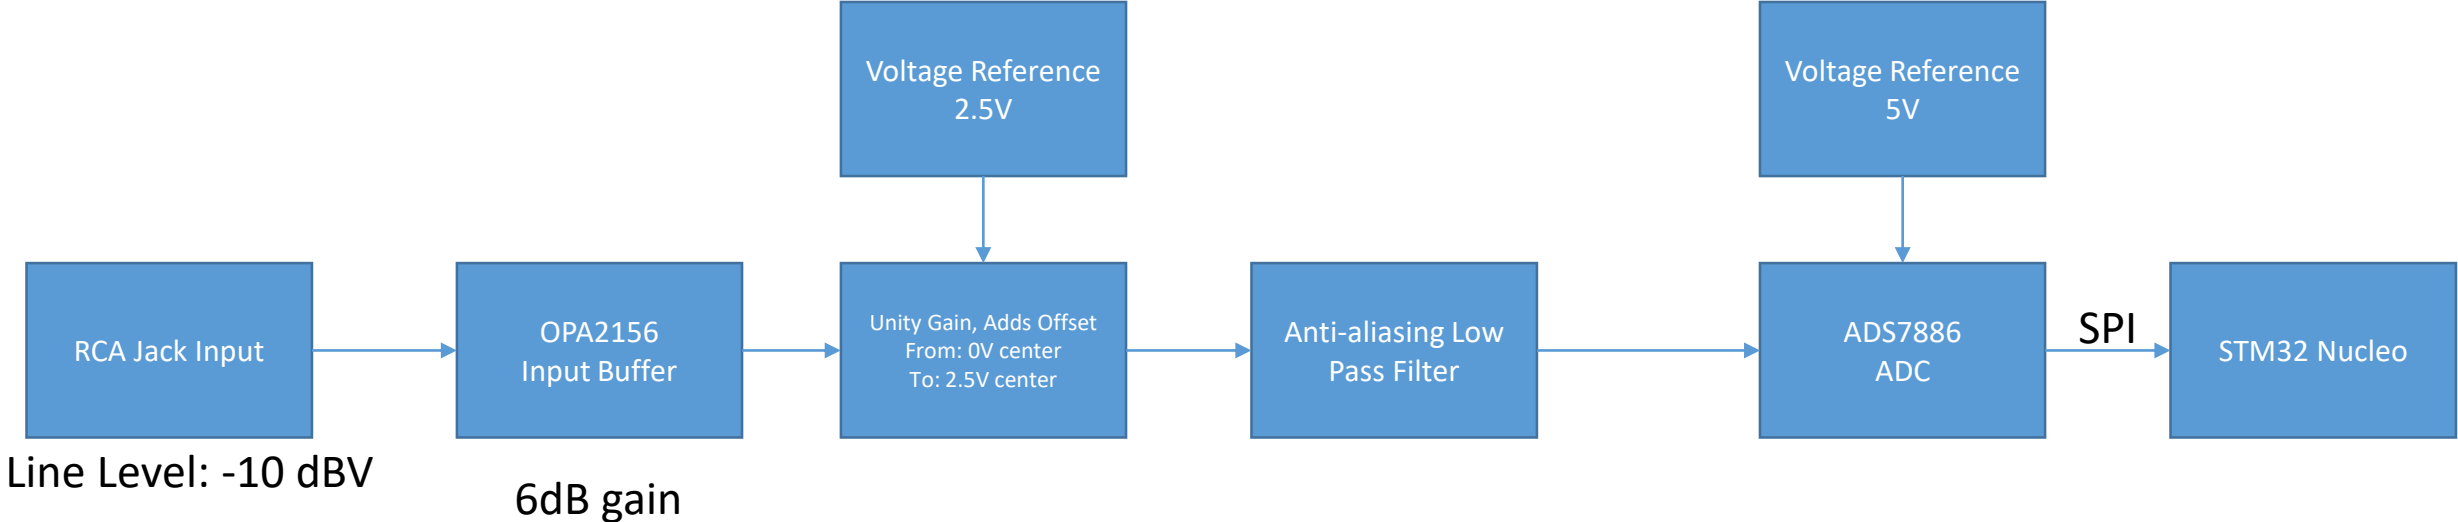 Voltage Reference
2.5V
Voltage Reference
5V
RCA Jack Input
OPA2156
Input Buffer
Unity Gain, Adds Offset
From: 0V center
To: 2.5V center
Anti-aliasing Low
Pass Filter
ADS7886
ADC
SPI
STM32 Nucleo
Line Level: -10 dBV
6dB gain